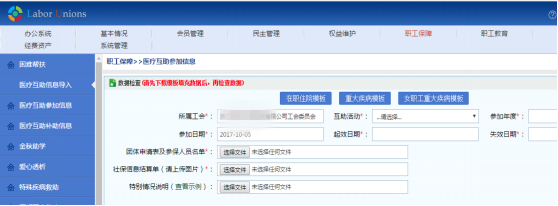 Labor Unions
办公系统 基本情况 会员管理 民主管理 权益维护 职工保障 职工教育
经费资产 系统管理
困难帮扶
医疗互助信息导入
医疗互助参加信息
医疗互助补助信息
金秋助学
爱心透析
特殊疾病救助
职工保障>>医疗互助参加信息
数据检查(请先下载模板填充数据后，再检查数据)
在职住院模板 重大疾病模板 女职工重大疾病模板
所属工会*： 有限公司工会委员会 互助活动*： ...请选择... 参加年度*：
参加日期*： 2017-10-05 起效日期*： 失效日期*：
团体申请表及参保人员名单*： 选择文件 未选择任何文件
社保信息结算单（请上传图片）*： 选择文件 未选择任何文件
特别情况说明（查看示例）： 选择文件 未选择任何文件